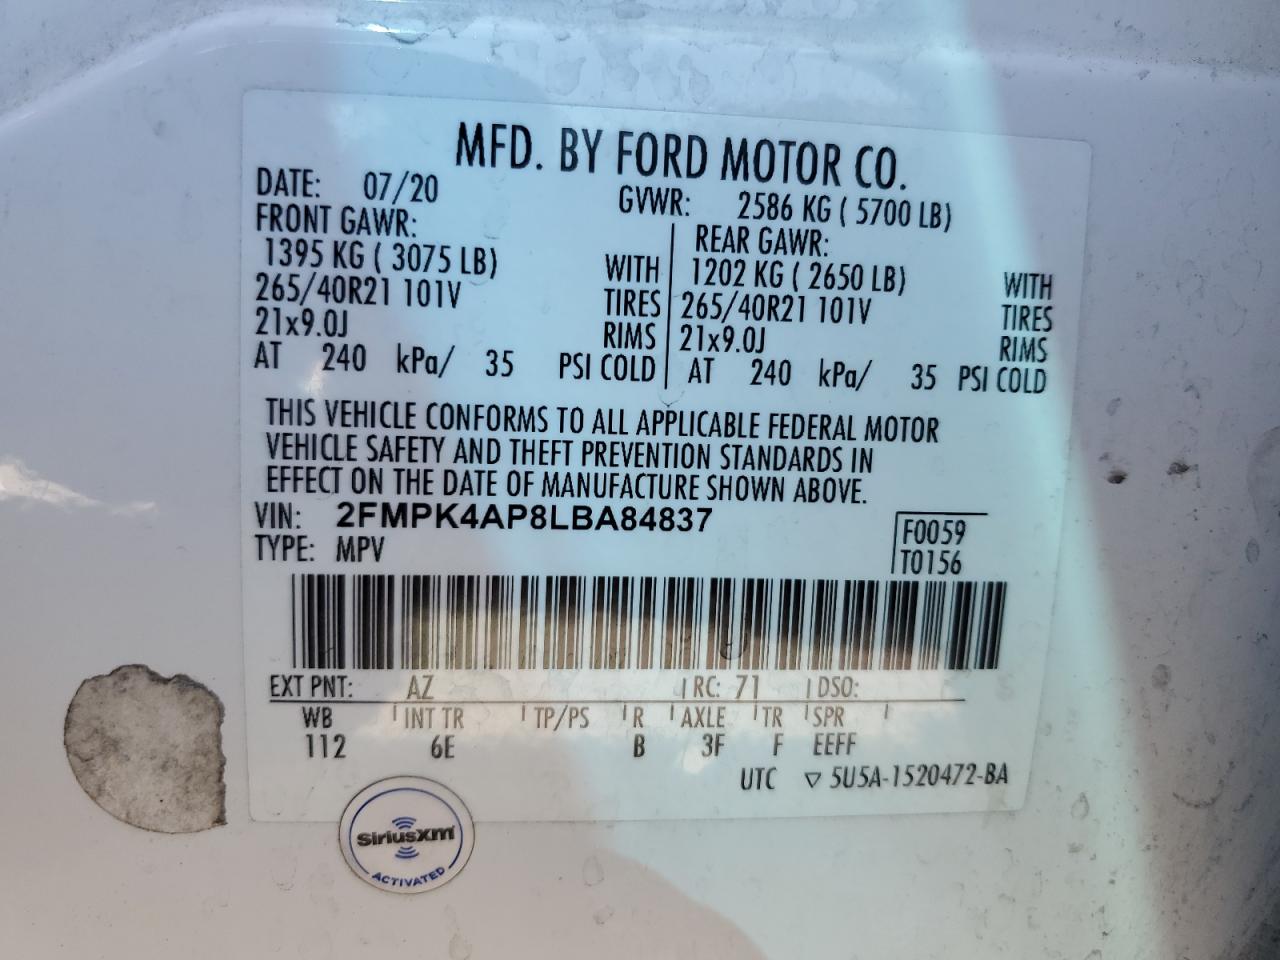 MFD. BY FORD MOTOR CO.
DATE: 07/20 GVWR: 2586 KG ( 5700 LB)
FRONT GAWR: REAR GAWR:
1395 KG ( 3075 LB) WITH 1202 KG ( 2650 LB) WITH
265/40R21 101V TIRES 265/40R21 101V TIRES
21x9.0J RIMS 21x9.0J RIMS
AT 240 kPa/ 35 PSI COLD AT 240 kPa/ 35 PSI COLD
THIS VEHICLE CONFORMS TO ALL APPLICABLE FEDERAL MOTOR
VEHICLE SAFETY AND THEFT PREVENTION STANDARDS IN
EFFECT ON THE DATE OF MANUFACTURE SHOWN ABOVE.
VIN: 2FMPK4AP8LBA84837 F0059
TYPE: MPV T0156
EXT PNT: AZ RC: 71 DSO:
WB INT TR TP/PS R AXLE TR SPR
112 6E B 3F F EEFF
UTC ▽ 5U5A-1520472-BA
SiriusXM
ACTIVATED